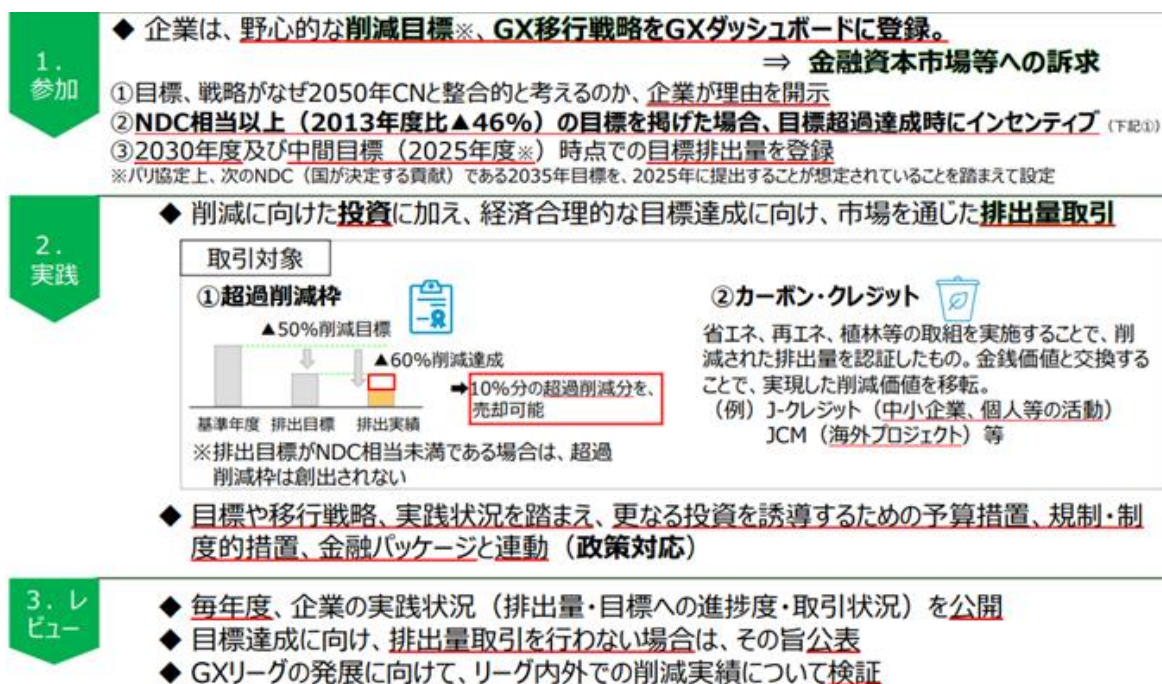 1.
参加
◆ 企業は、野心的な削減目標※、GX移行戦略をGXダッシュボードに登録。
⇒ 金融資本市場等への訴求
①目標、戦略がなぜ2050年CNと整合的と考えるのか、企業が理由を開示
②NDC相当以上（2013年度比▲46%）の目標を掲げた場合、目標超過達成時にインセンティブ（下記①）
③2030年度及び中間目標（2025年度※）時点での目標排出量を登録
※パリ協定上、次のNDC（国が決定する貢献）である2035年目標を、2025年に提出することが想定されていることを踏まえて設定
2.
実践
◆ 削減に向けた投資に加え、経済合理的な目標達成に向け、市場を通じた排出量取引
取引対象
①超過削減枠
▲50%削減目標
▲60%削減達成
➡10%分の超過削減分を、
売却可能
基準年度 排出目標 排出実績
※排出目標がNDC相当未満である場合は、超過
削減枠は創出されない
②カーボン・クレジット
省エネ、再エネ、植林等の取組を実施することで、削
減された排出量を認証したもの。金銭価値と交換する
ことで、実現した削減価値を移転。
（例）J-クレジット（中小企業、個人等の活動）
JCM（海外プロジェクト）等
◆ 目標や移行戦略、実践状況を踏まえ、更なる投資を誘導するための予算措置、規制・制
度的措置、金融パッケージと連動（政策対応）
3. レ
ビュー
◆ 毎年度、企業の実践状況（排出量・目標への進捗度・取引状況）を公開
◆ 目標達成に向け、排出量取引を行わない場合は、その旨公表
◆ GXリーグの発展に向けて、リーグ内外での削減実績について検証